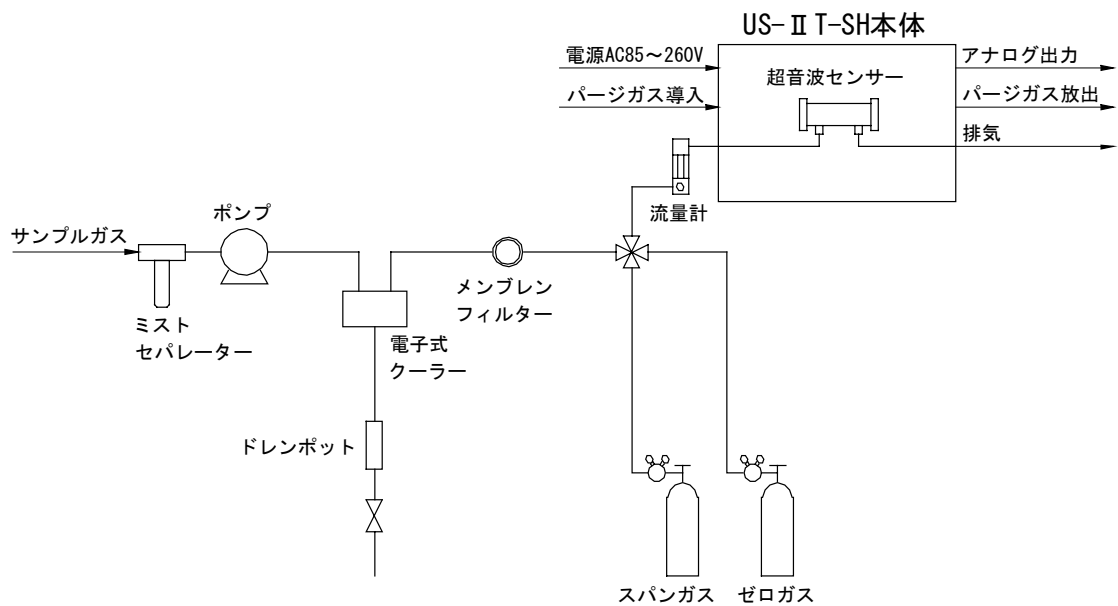 US-ⅡT-SH本体
電源AC85～260V
超音波センサー
アナログ出力
パージガス導入
パージガス放出
排気
流量計
ポンプ
サンプルガス
メンブレン
フィルター
ミスト
セパレーター
電子式
クーラー
ドレンポット
スパンガス
ゼロガス